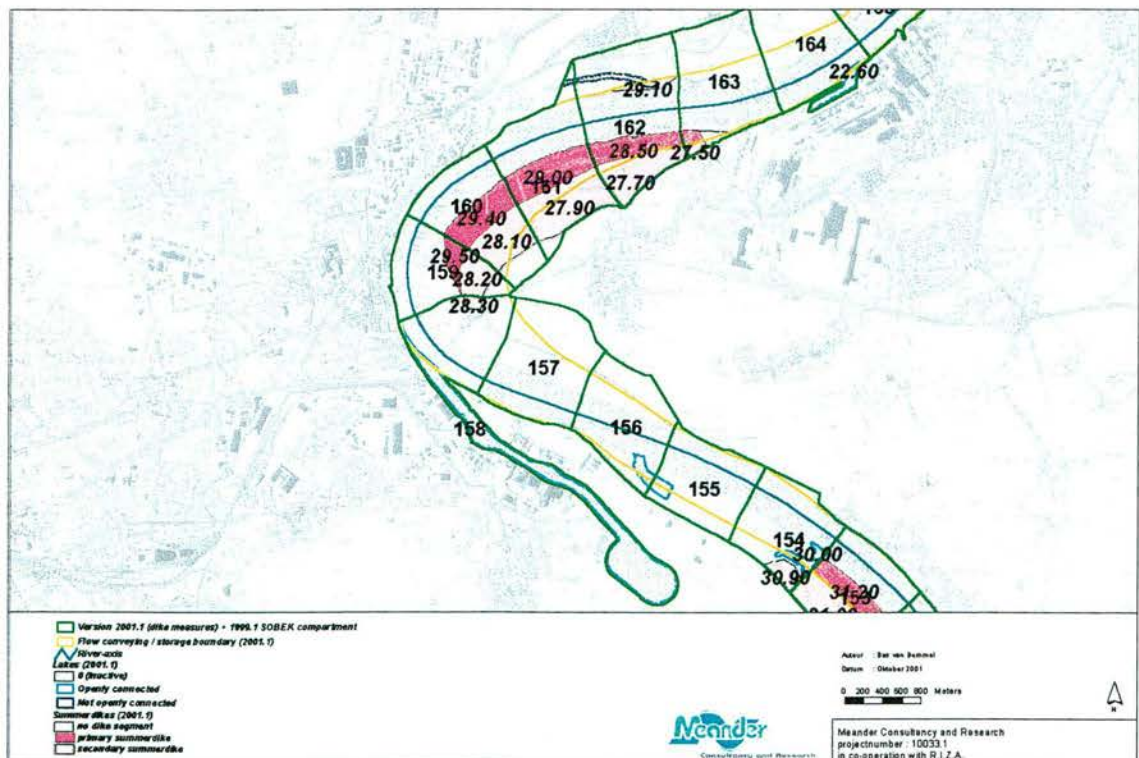 164
22.60
163
29.10
162
28.50
27.50
29.00
161
27.70
160
27.90
29.40
28.10
29.50
159
28.20
28.30
157
158
156
155
154
30.00
30.90
31.20
Version 2001.1 (dike measures) + 1999.1 SOBEK compartment
Flow conveying / storage boundary (2001.1)
River-axis
Lakes (2001.1)
0 (Inactive)
Openly connected
Not openly connected
Summerdikes (2001.1)
no dike segment
primary summerdike
secondary summerdike
Meander
Consultancy and Research
Auteur : Bas van Bemmel
Datum : Oktober 2001
0 200 400 600 800 Meters
N
Meander Consultancy and Research
projectnumber : 10033.1
in co-operation with R.I.Z.A.